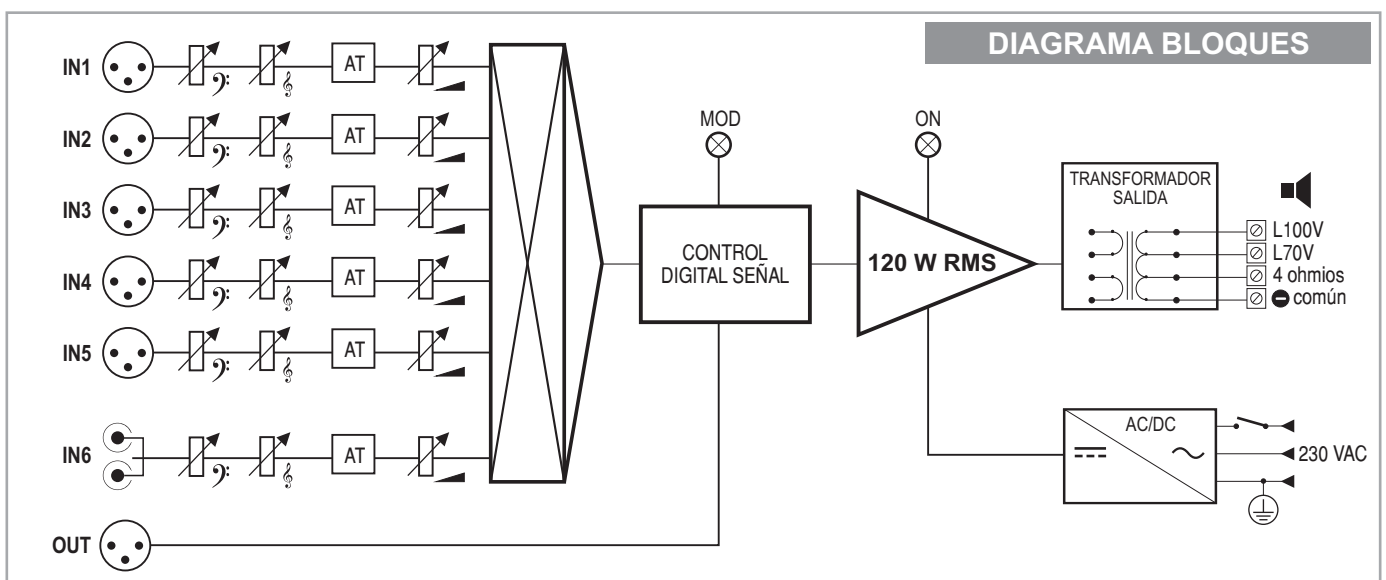 DIAGRAMA BLOQUES
IN1
AT
IN2
AT
IN3
AT
IN4
AT
IN5
AT
IN6
AT
OUT
MOD
CONTROL
DIGITAL SEÑAL
ON
120 W RMS
TRANSFORMADOR
SALIDA
L100V
L70V
4 ohmios
común
AC/DC
230 VAC